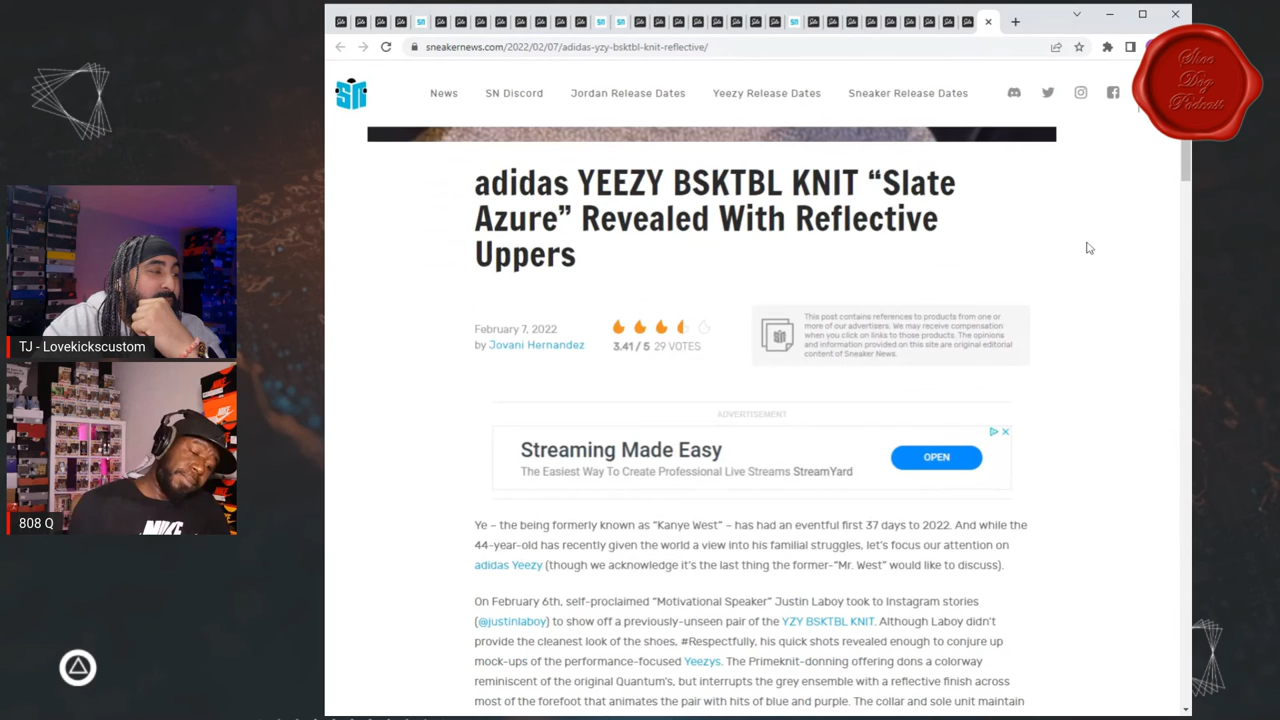 sneakernews.com/2022/02/07/adidas-yzy-bsktbl-knit-reflective/
Shoe
Dog
Podcast
SN
News
SN Discord
Jordan Release Dates
Yeezy Release Dates
Sneaker Release Dates
adidas YEEZY BSKTBL KNIT “Slate
Azure” Revealed With Reflective
Uppers
February 7, 2022
by Jovani Hernandez
3.41 / 5 29 VOTES
This post contains references to products from one or
more of our advertisers. We may receive compensation
when you click on links to those products. The opinions
and information provided on this site are original editorial
content of Sneaker News.
ADVERTISEMENT
Streaming Made Easy
The Easiest Way To Create Professional Live Streams StreamYard
OPEN
Ye – the being formerly known as “Kanye West” – has had an eventful first 37 days to 2022. And while the
44-year-old has recently given the world a view into his familial struggles, let’s focus our attention on
adidas Yeezy (though we acknowledge it’s the last thing the former-“Mr. West” would like to discuss).
On February 6th, self-proclaimed “Motivational Speaker” Justin Laboy took to Instagram stories
(@justinlaboy) to show off a previously-unseen pair of the YZY BSKTBL KNIT. Although Laboy didn’t
provide the cleanest look of the shoes, #Respectfully, his quick shots revealed enough to conjure up
mock-ups of the performance-focused Yeezys. The Primeknit-donning offering dons a colorway
reminiscent of the original Quantum’s, but interrupts the grey ensemble with a reflective finish across
most of the forefoot that animates the pair with hits of blue and purple. The collar and sole unit maintain
TJ - Lovekickscustom
NIKE
808 Q